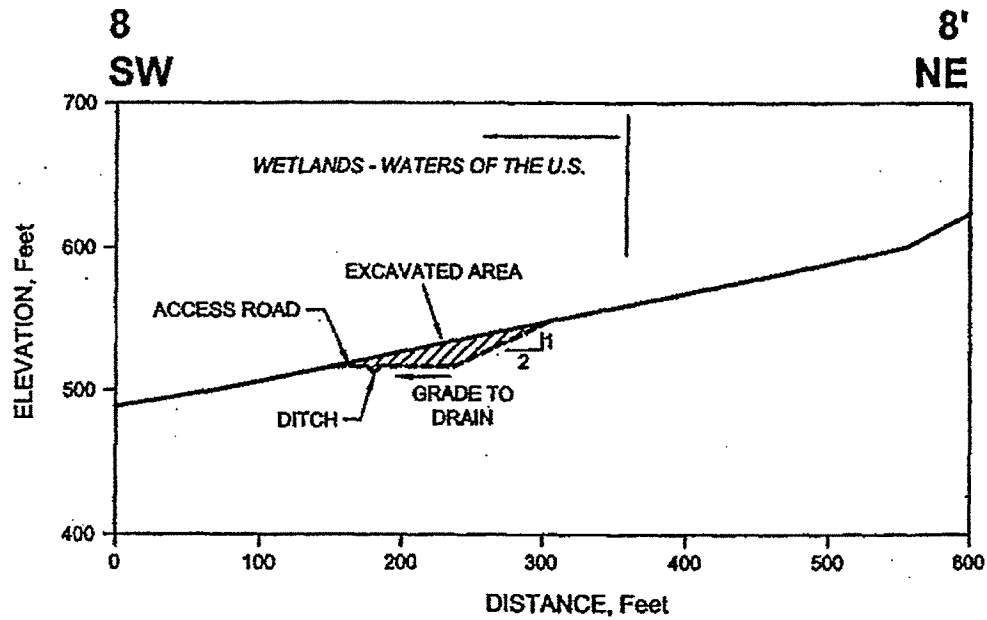 8
8'
SW
NE
700
600
500
400
ELEVATION, Feet
WETLANDS - WATERS OF THE U.S.
EXCAVATED AREA
ACCESS ROAD
1
2
GRADE TO
DRAIN
DITCH
0
100
200
300
400
500
600
DISTANCE, Feet